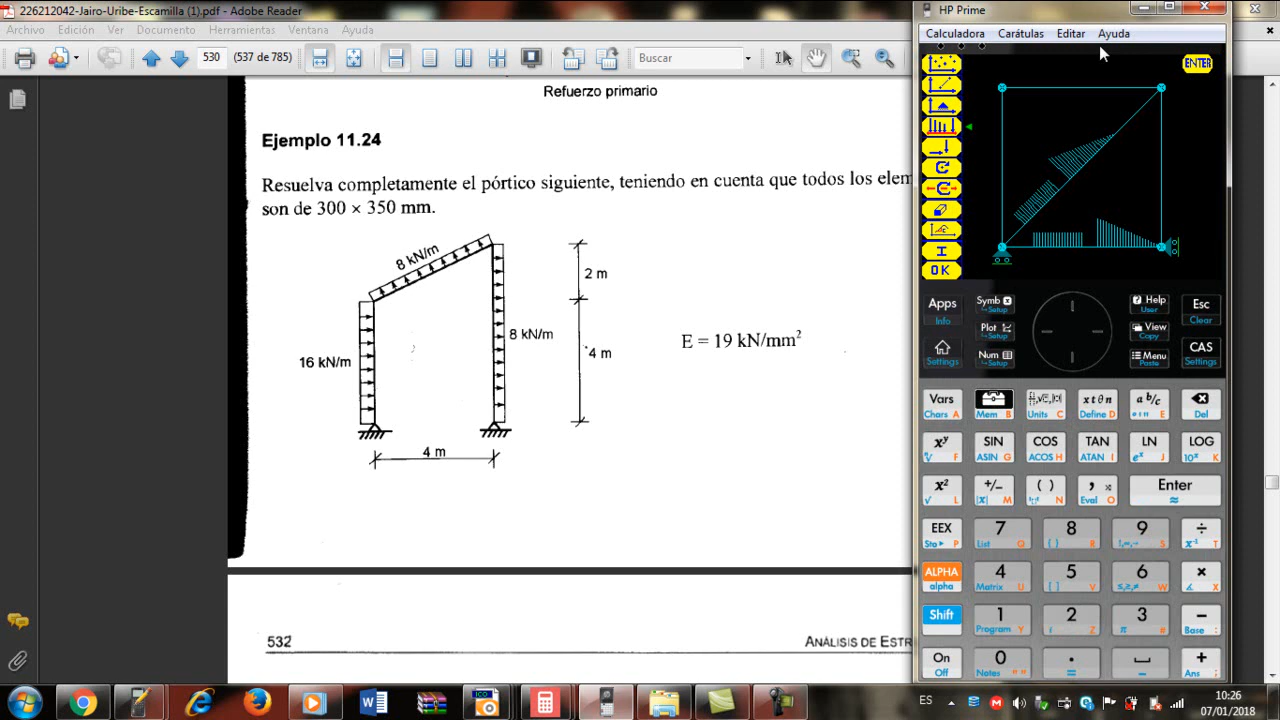 226212042-Jairo-Uribe-Escamilla (1).pdf - Adobe Reader
Archivo Edición Ver Documento Herramientas Ventana Ayuda
530 (537 de 785) Buscar
Refuerzo primario
Ejemplo 11.24
Resuelva completamente el pórtico siguiente, teniendo en cuenta que todos los elem
son de 300 × 350 mm.
8 kN/m
2 m
16 kN/m
8 kN/m
4 m
E = 19 kN/mm²
4 m
532
ANÁLISIS DE ESTR
HP Prime
Calculadora Carátulas Editar Ayuda
ENTER
I
OK
Apps
Info
Symb
Setup
Help
User
Esc
Clear
Plot
Setup
View
Copy
Settings
Num
Setup
Menu
Paste
CAS
Settings
Vars
Chars A
Mem B
Units C
x t θ n
Define D
a b/c
E
Del
xʸ
F
SIN
ASIN G
COS
ACOS H
TAN
ATAN I
LN
eˣ J
LOG
10ˣ K
x²
√ L
+/-
|x| M
( )
N
,
Eval O
Enter
≈
EEX
Sto P
7
List Q
8
{ } R
9
!,∞,→ S
÷
x⁻¹ T
ALPHA
alpha
4
Matrix U
5
[ ] V
6
≤,≥,≠ W
×
∡ X
Shift
1
Program Y
2
i Z
3
π #
−
Base :
On
Off
0
Notes " "
.
=
_
+
Ans ;
ES
10:26
07/01/2018